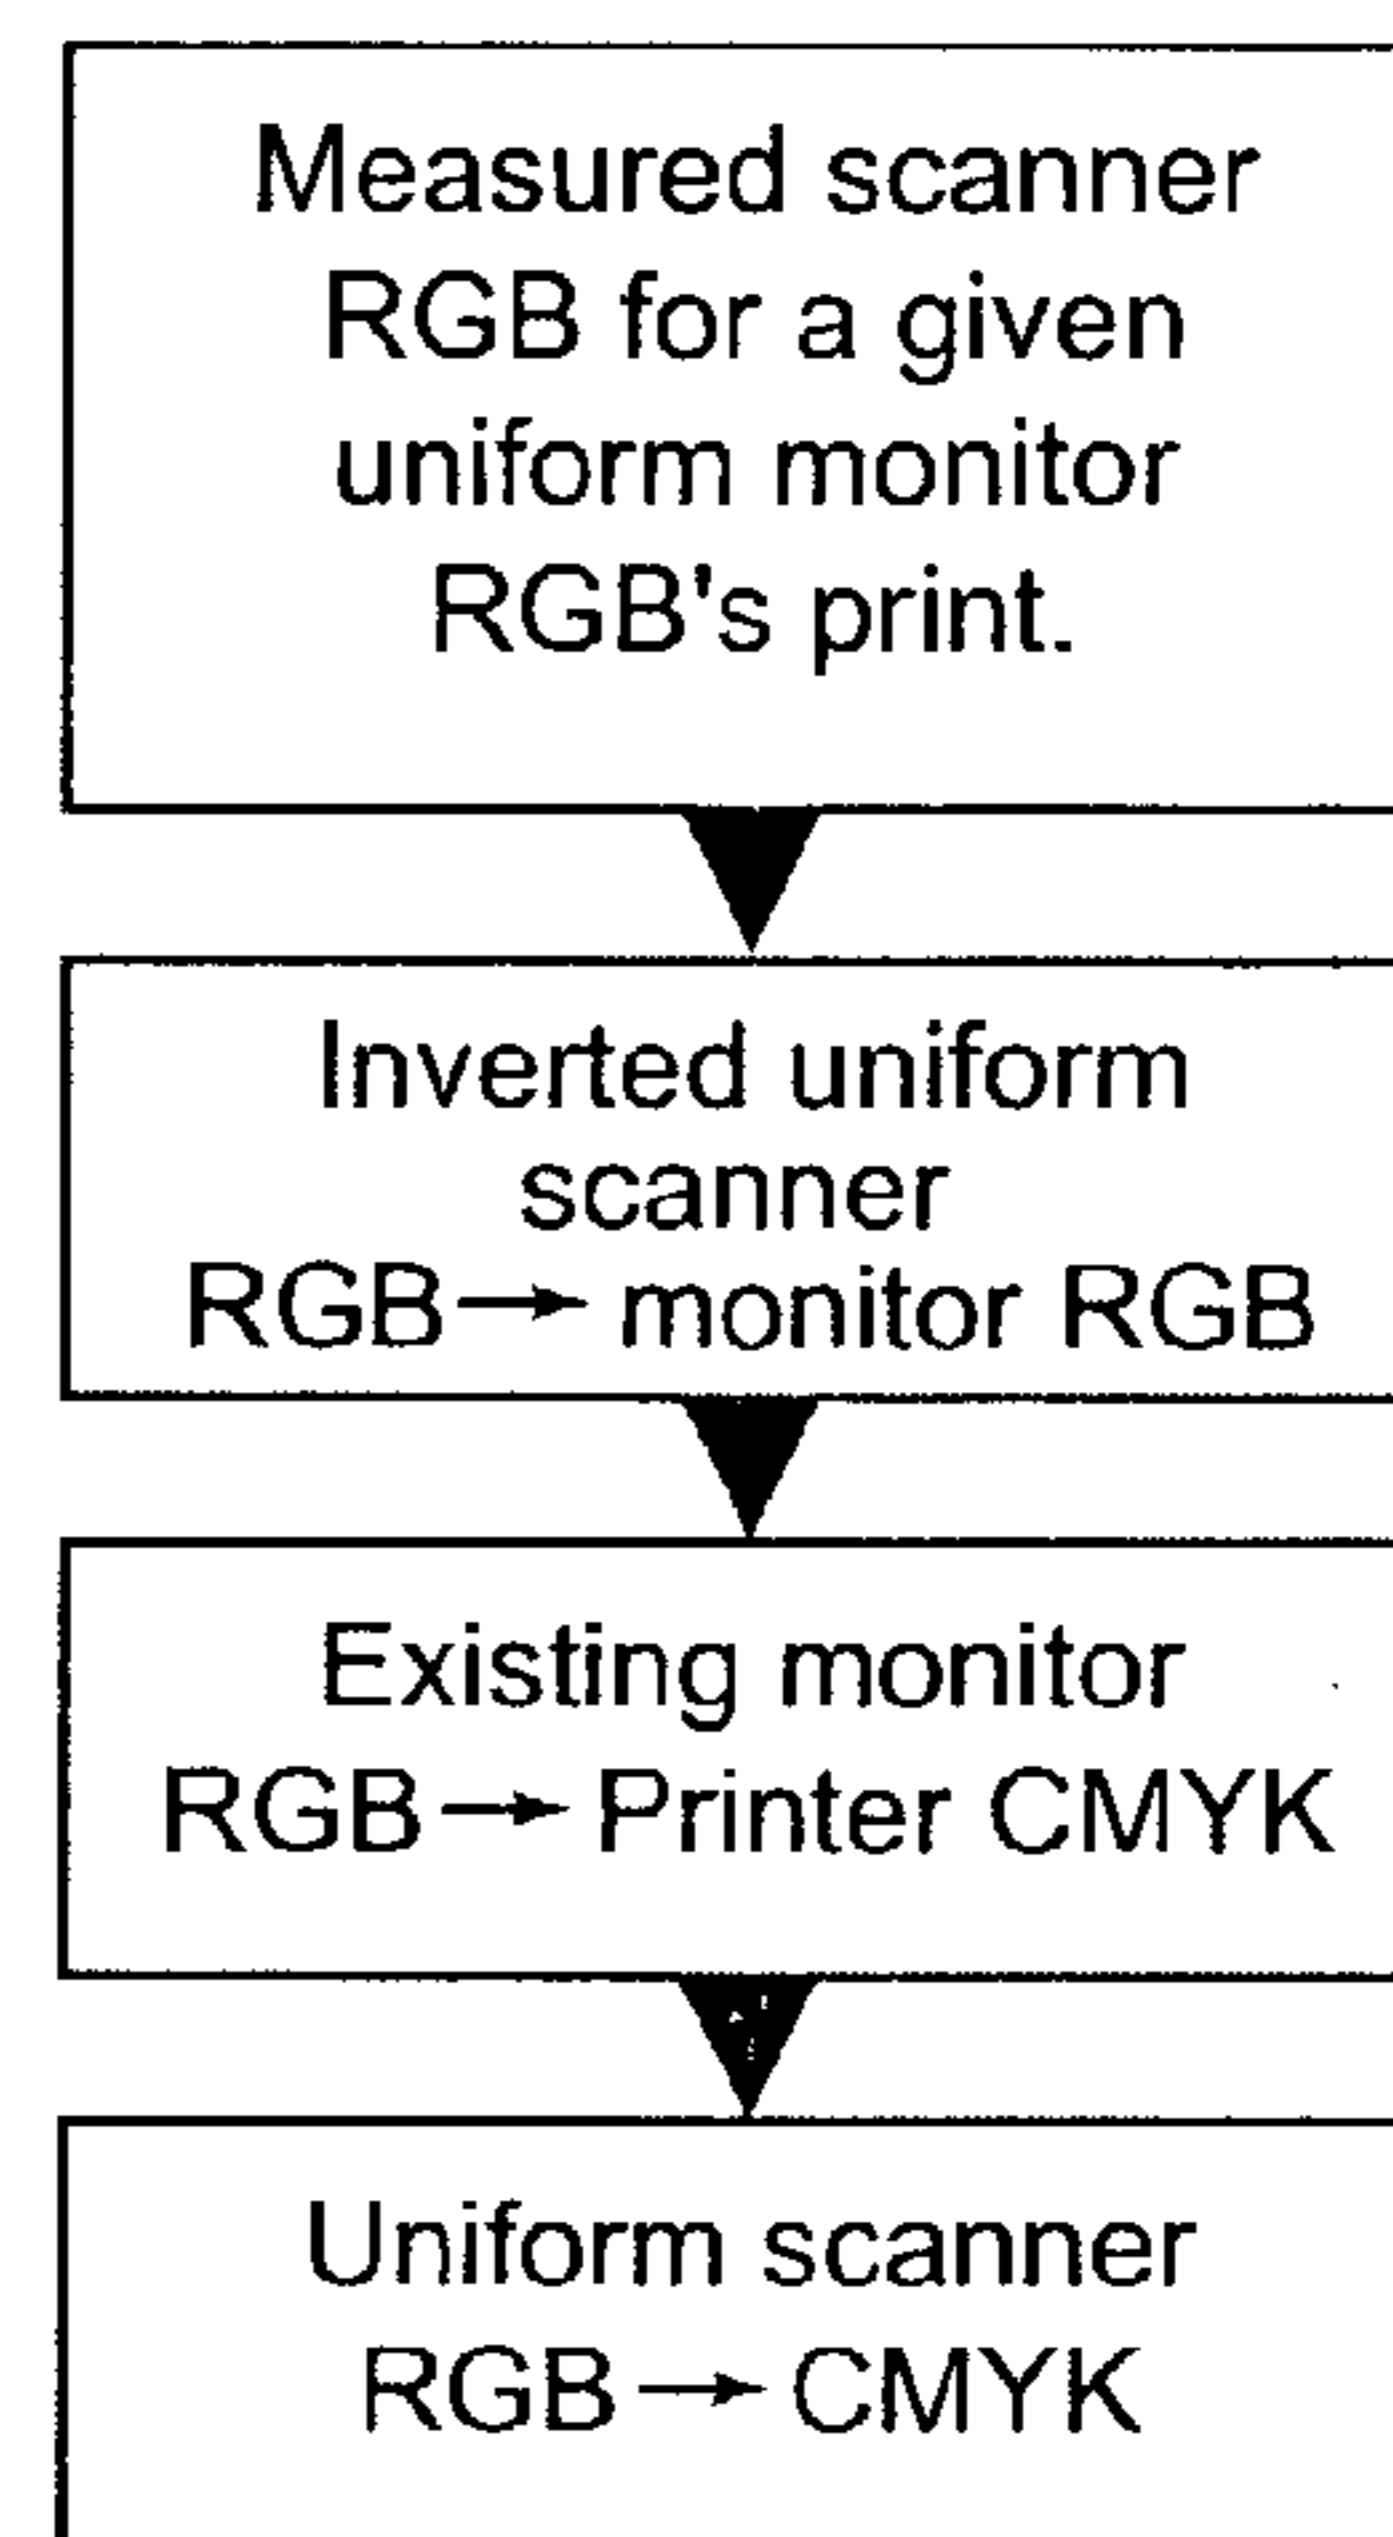 Measured scanner
RGB for a given
uniform monitor
RGB's print.
Inverted uniform
scanner
RGB→ monitor RGB
Existing monitor
RGB→ Printer CMYK
Uniform scanner
RGB→ CMYK